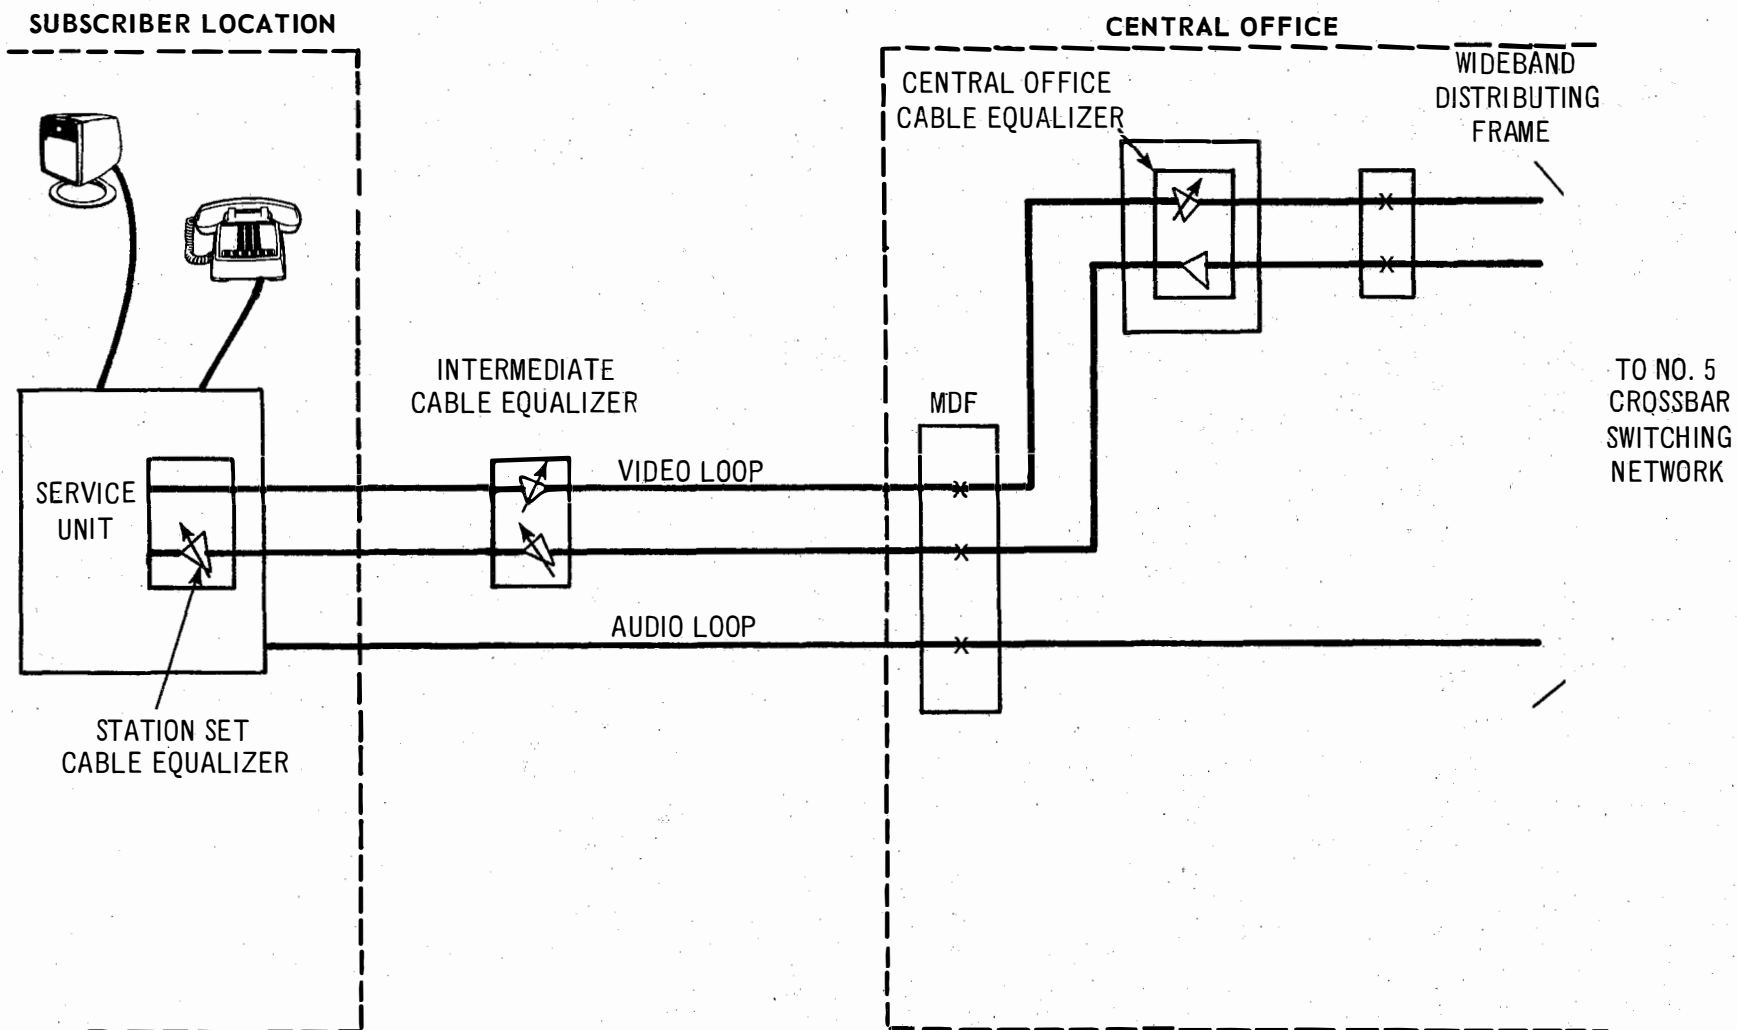 SUBSCRIBER LOCATION
CENTRAL OFFICE
CENTRAL OFFICE
CABLE EQUALIZER
WIDEBAND
DISTRIBUTING
FRAME
INTERMEDIATE
CABLE EQUALIZER
MDF
TO NO. 5
CROSSBAR
SWITCHING
NETWORK
SERVICE
UNIT
VIDEO LOOP
AUDIO LOOP
STATION SET
CABLE EQUALIZER